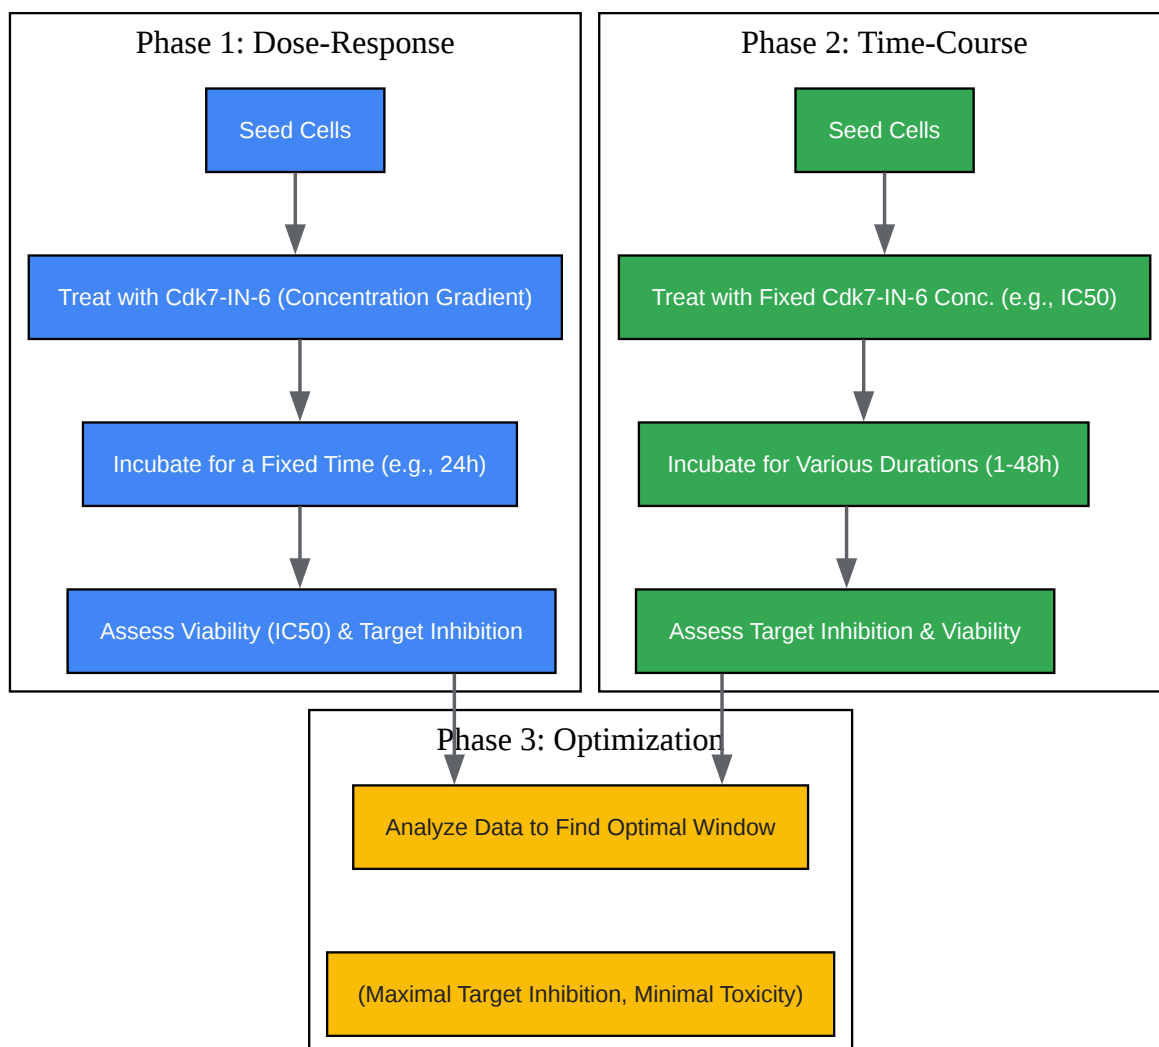 Phase 1: Dose-Response
Seed Cells
Treat with Cdk7-IN-6 (Concentration Gradient)
Incubate for a Fixed Time (e.g., 24h)
Assess Viability (IC50) & Target Inhibition
Phase 2: Time-Course
Seed Cells
Treat with Fixed Cdk7-IN-6 Conc. (e.g., IC50)
Incubate for Various Durations (1-48h)
Assess Target Inhibition & Viability
Phase 3: Optimization
Analyze Data to Find Optimal Window
(Maximal Target Inhibition, Minimal Toxicity)